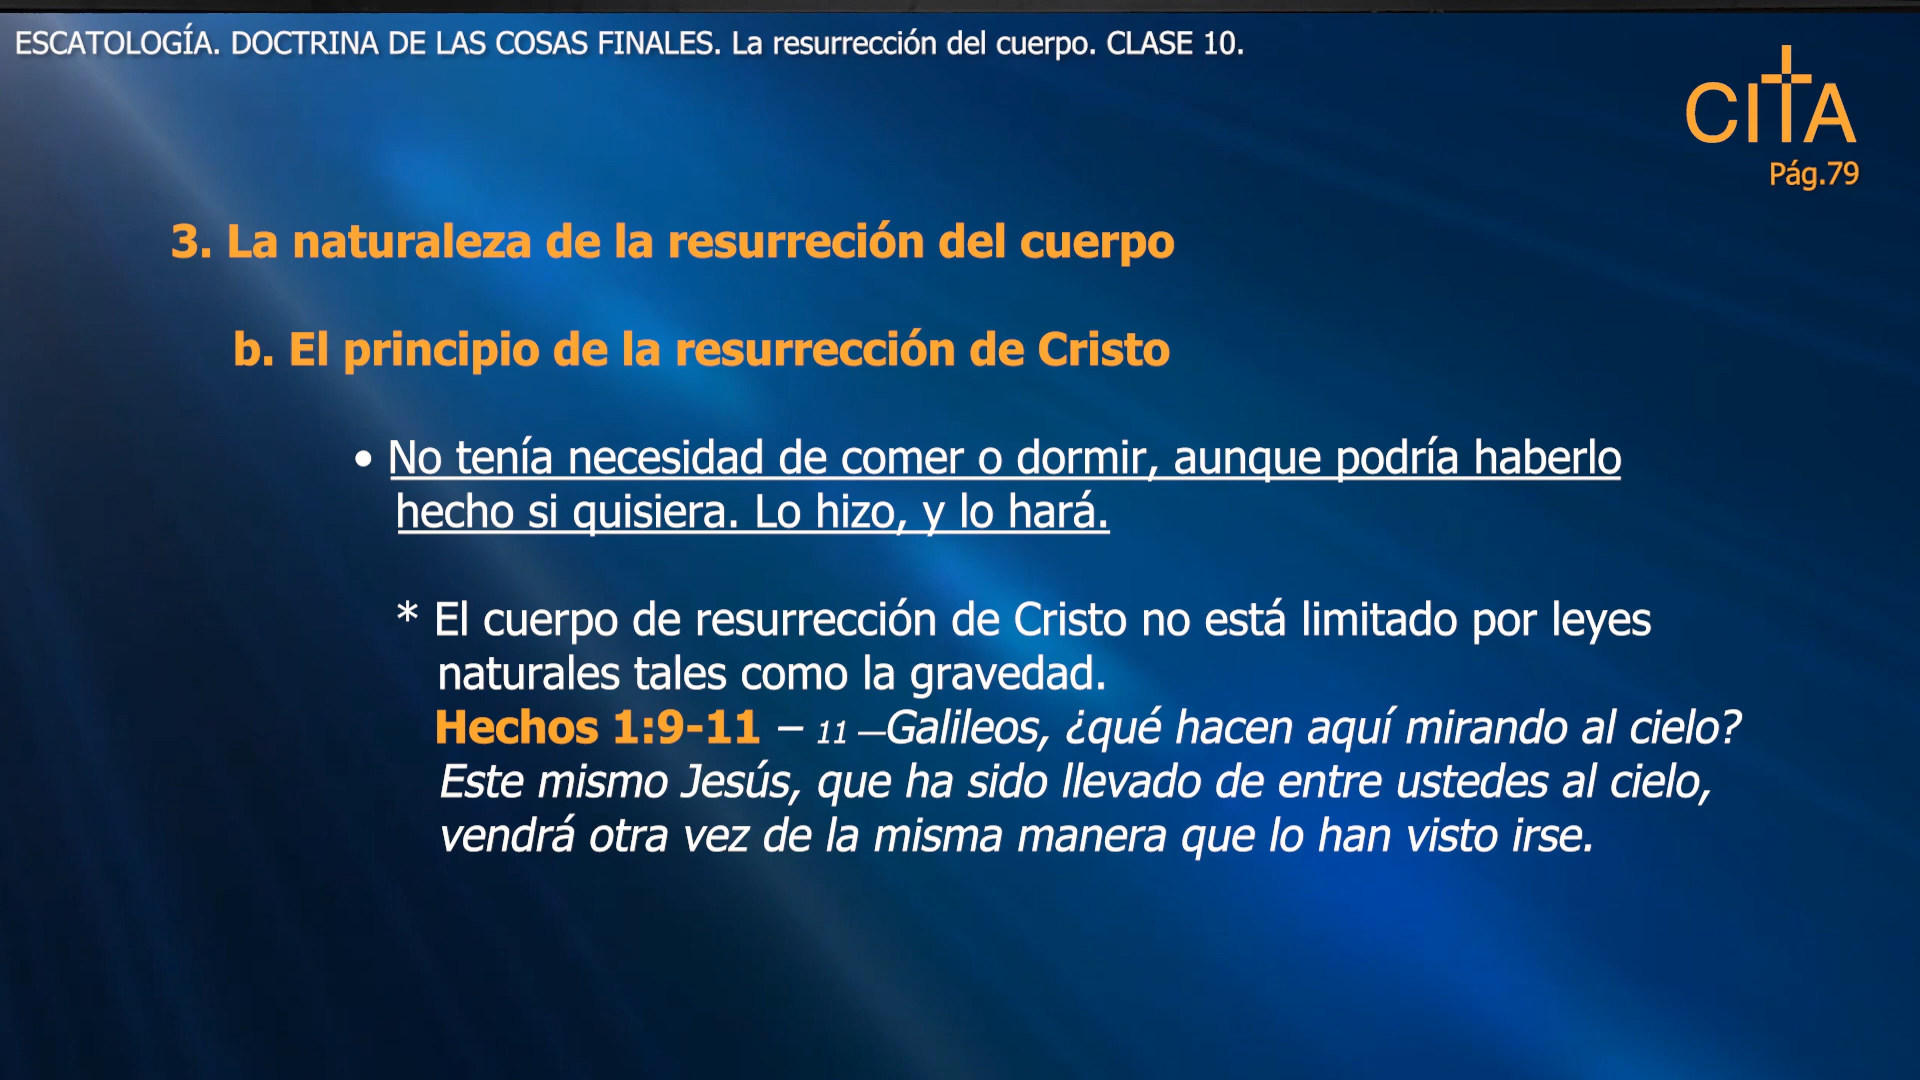 ESCATOLOGÍA. DOCTRINA DE LAS COSAS FINALES. La resurrección del cuerpo. CLASE 10.
CITA
Pág.79
3. La naturaleza de la resurreción del cuerpo
b. El principio de la resurrección de Cristo
• No tenía necesidad de comer o dormir, aunque podría haberlo
hecho si quisiera. Lo hizo, y lo hará.
* El cuerpo de resurrección de Cristo no está limitado por leyes
naturales tales como la gravedad.
Hechos 1:9-11 – 11 —Galileos, ¿qué hacen aquí mirando al cielo?
Este mismo Jesús, que ha sido llevado de entre ustedes al cielo,
vendrá otra vez de la misma manera que lo han visto irse.